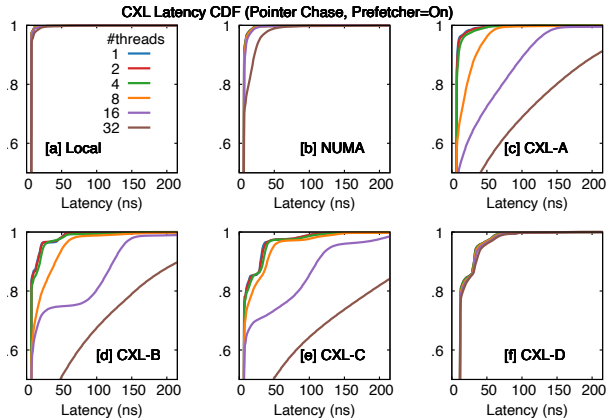 CXL Latency CDF (Pointer Chase, Prefetcher=On)
1 1 1
#threads
1
2
4
8
16
32
.8 .8 .8
.6 .6 .6
[a] Local [b] NUMA [c] CXL-A
0 50 100 150 200 0 50 100 150 200 0 50 100 150 200
Latency (ns) Latency (ns) Latency (ns)
1 1 1
.8 .8 .8
.6 .6 .6
[d] CXL-B [e] CXL-C [f] CXL-D
0 50 100 150 200 0 50 100 150 200 0 50 100 150 200
Latency (ns) Latency (ns) Latency (ns)